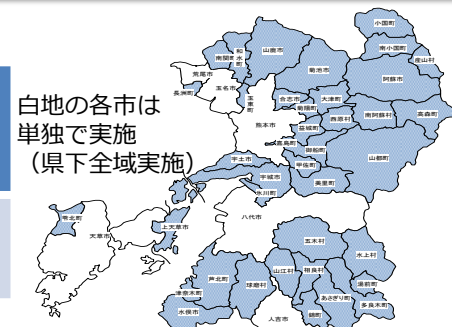 白地の各市は
単独で実施
（県下全域実施）
小国町
南小国町
産山村
和水町
南関町
山鹿市
菊池市
阿蘇市
荒尾市
玉名市
長洲町
玉東町
合志市
大津町
菊陽町
西原村
南阿蘇村
高森町
熊本市
益城町
嘉島町
御船町
山都町
宇土市
甲佐町
宇城市
美里町
氷川町
八代市
苓北町
天草市
上天草市
五木村
水上村
芦北町
球磨村
山江村
相良村
湯前町
津奈木町
あさぎり町
多良木町
水俣市
錦町
人吉市